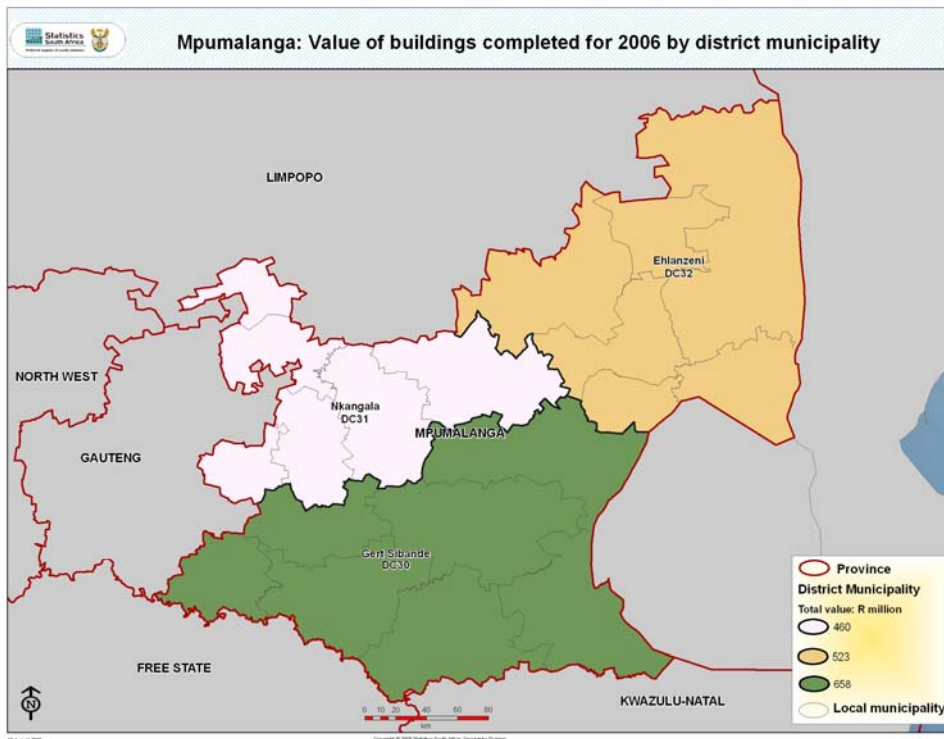 Statistics
South Africa
Mpumalanga: Value of buildings completed for 2006 by district municipality
LIMPOPO
Ehlanzeni
DC32
NORTH WEST
Nkangala
DC31
MPUMALANGA
GAUTENG
Gert Sibande
DC30
Province
District Municipality
Total value: R million
460
523
658
Local municipality
FREE STATE
KWAZULU-NATAL
N
0 10 20 40 60 80
km